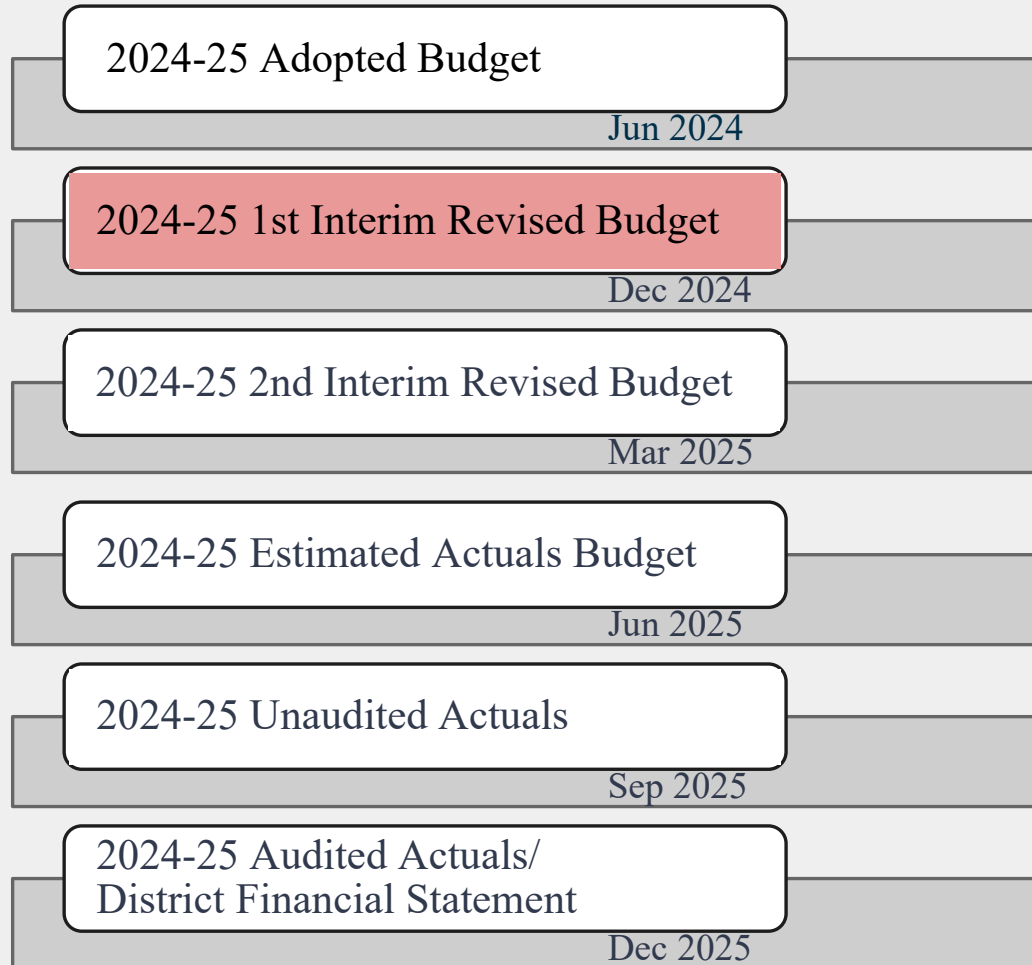 2024-25 Adopted Budget
Jun 2024
2024-25 1st Interim Revised Budget
Dec 2024
2024-25 2nd Interim Revised Budget
Mar 2025
2024-25 Estimated Actuals Budget
Jun 2025
2024-25 Unaudited Actuals
Sep 2025
2024-25 Audited Actuals/
District Financial Statement
Dec 2025